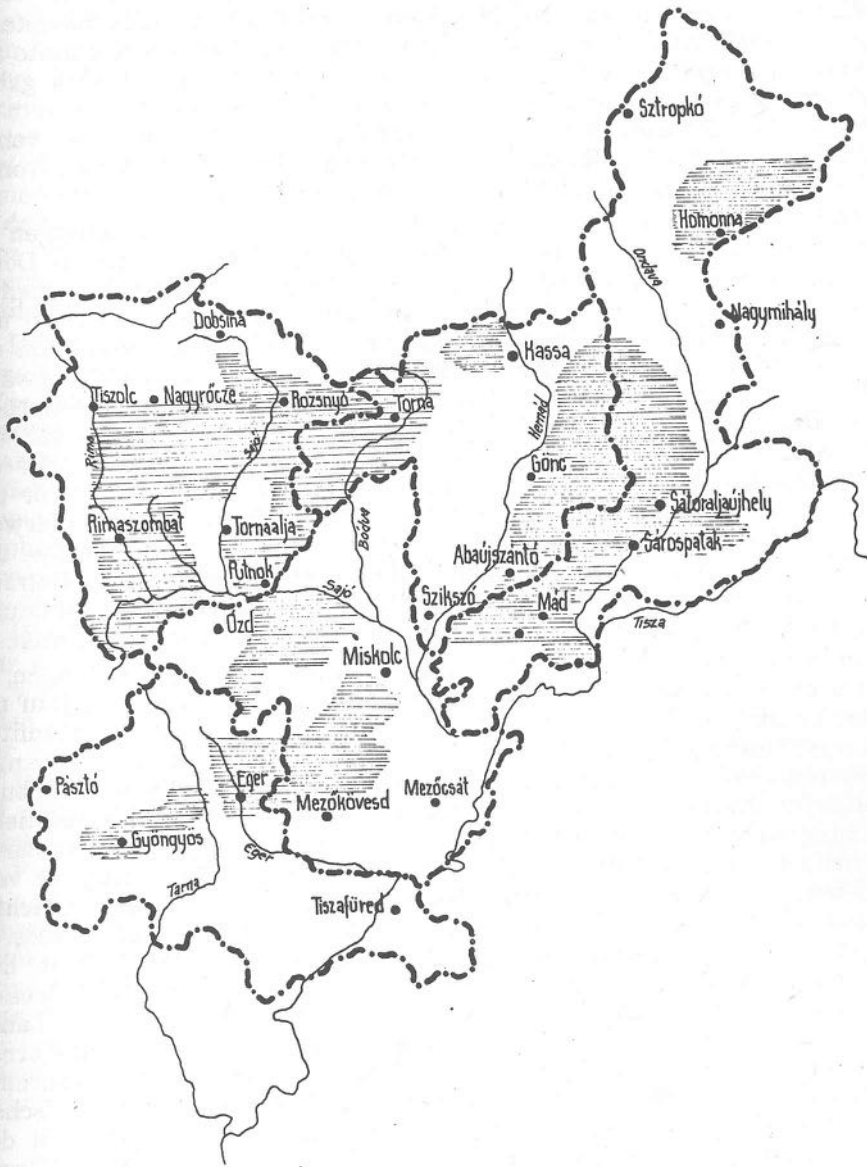 Sztropkó
Homonna
Ondava
Nagymihály
Dobsina
Kassa
Tiszolc
Nagyrőcze
Rozsnyó
Torna
Rima
Sajó
Hernád
Gönc
Rimaszombat
Tornaalja
Bódva
Sátoraljaújhely
Sárospatak
Abaújszántó
Putnok
Sajó
Szikszó
Mád
Tisza
Ózd
Miskolc
Pásztó
Eger
Mezőkövesd
Mezőcsát
Gyöngyös
Eger
Tarna
Tiszafüred